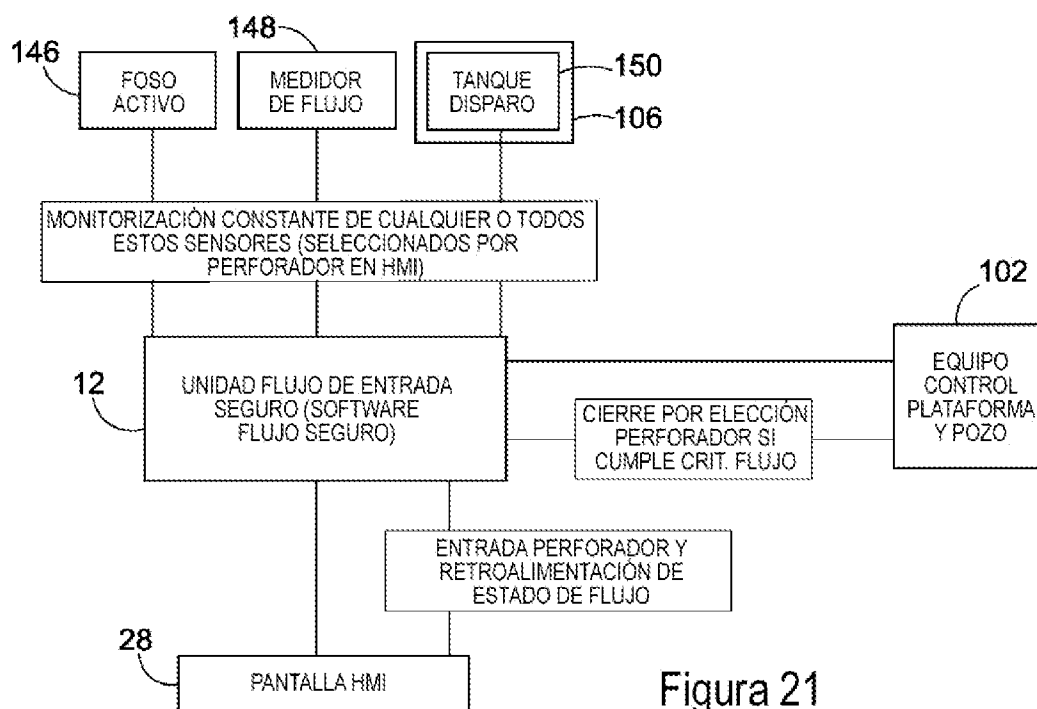 146
148
FOSO
ACTIVO
MEDIDOR
DE FLUJO
TANQUE
DISPARO
150
106
MONITORIZACIÓN CONSTANTE DE CUALQUIER O TODOS
ESTOS SENSORES (SELECCIONADOS POR
PERFORADOR EN HMI)
102
12
UNIDAD FLUJO DE ENTRADA
SEGURO (SOFTWARE
FLUJO SEGURO)
EQUIPO
CONTROL
PLATAFORMA
Y POZO
CIERRE POR ELECCIÓN
PERFORADOR SI
CUMPLE CRIT. FLUJO
ENTRADA PERFORADOR Y
RETROALIMENTACIÓN DE
ESTADO DE FLUJO
28
PANTALLA HMI
Figura 21